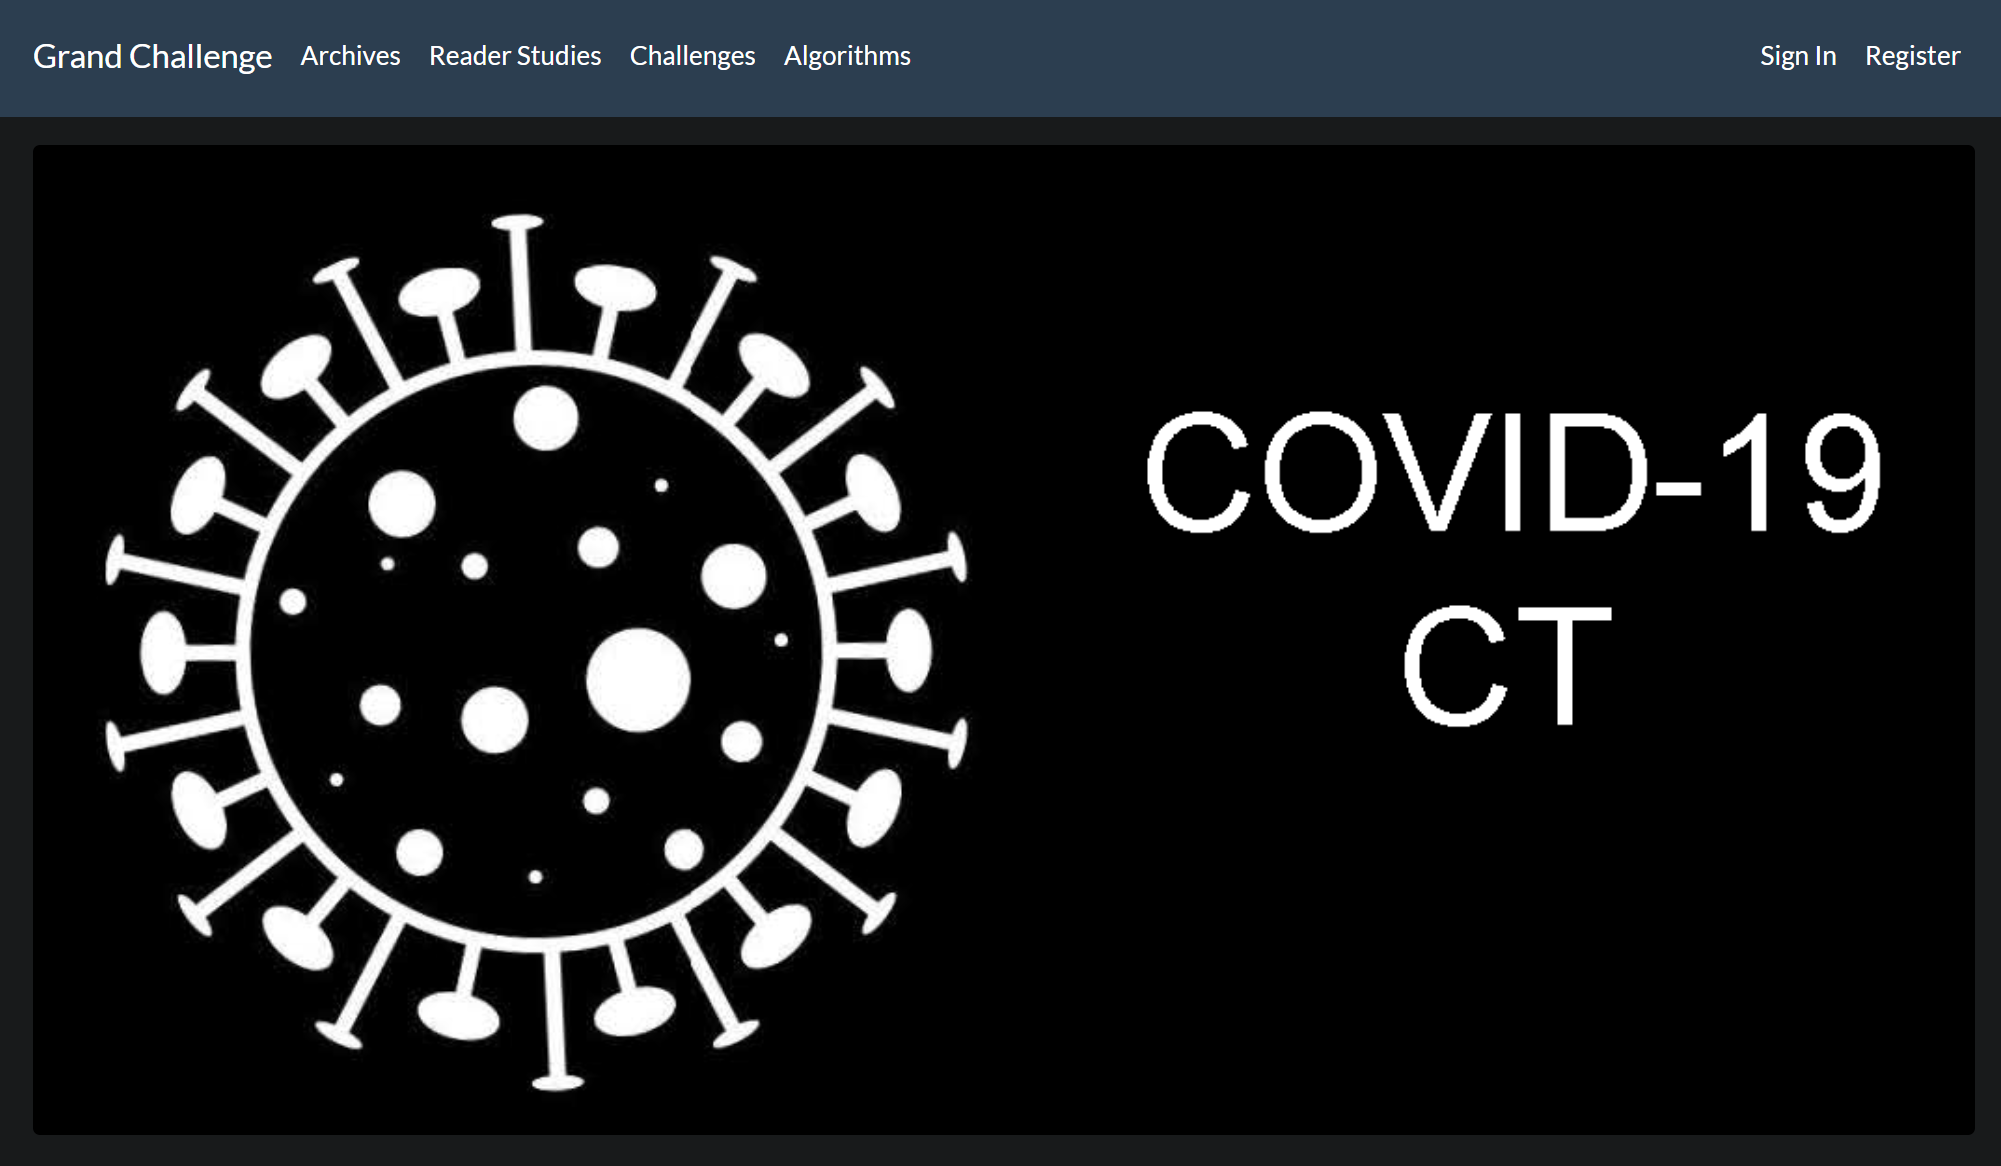 Grand Challenge Archives Reader Studies Challenges Algorithms Sign In Register
COVID-19
CT